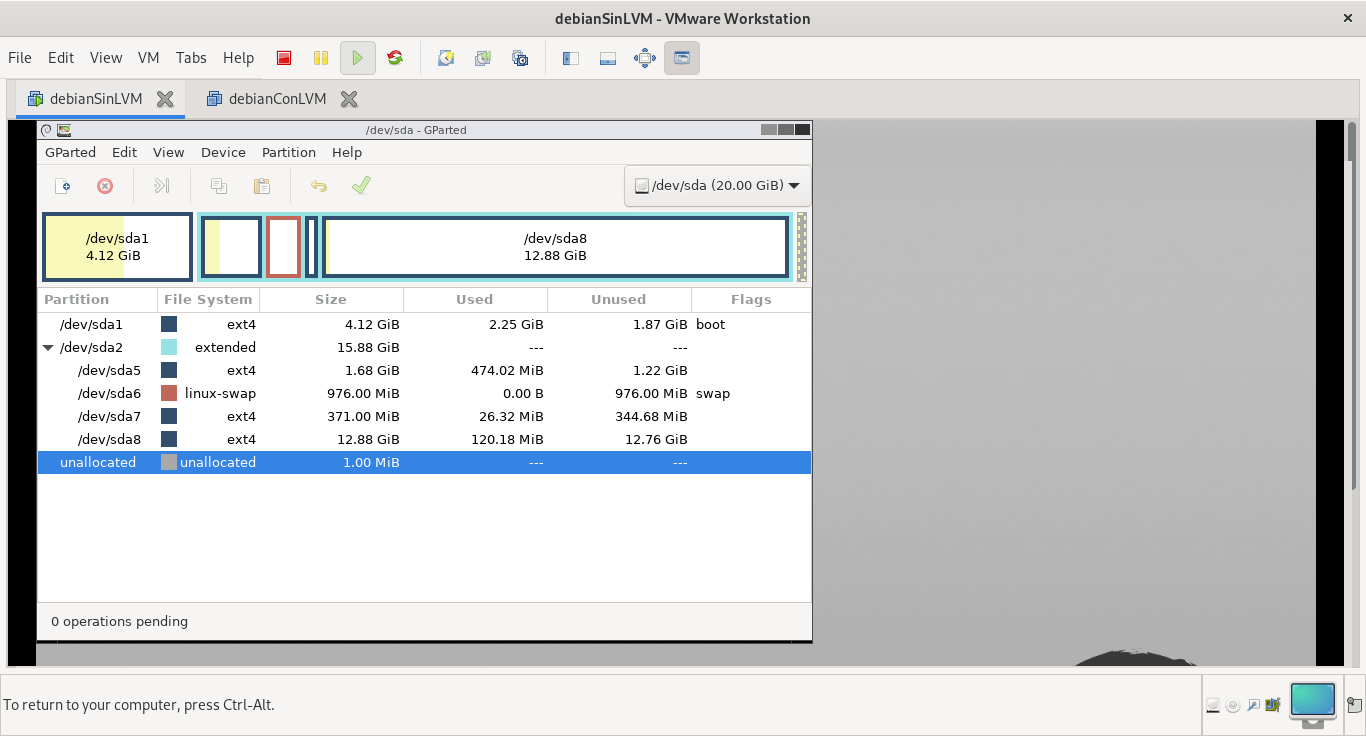 debianSinLVM - VMware Workstation
File Edit View VM Tabs Help
debianSinLVM debianConLVM
/dev/sda - GParted
GParted Edit View Device Partition Help
/dev/sda (20.00 GiB)
/dev/sda1
4.12 GiB
/dev/sda8
12.88 GiB
Partition File System Size Used Unused Flags
/dev/sda1 ext4 4.12 GiB 2.25 GiB 1.87 GiB boot
/dev/sda2 extended 15.88 GiB --- ---
/dev/sda5 ext4 1.68 GiB 474.02 MiB 1.22 GiB
/dev/sda6 linux-swap 976.00 MiB 0.00 B 976.00 MiB swap
/dev/sda7 ext4 371.00 MiB 26.32 MiB 344.68 MiB
/dev/sda8 ext4 12.88 GiB 120.18 MiB 12.76 GiB
unallocated unallocated 1.00 MiB --- ---
0 operations pending
To return to your computer, press Ctrl-Alt.